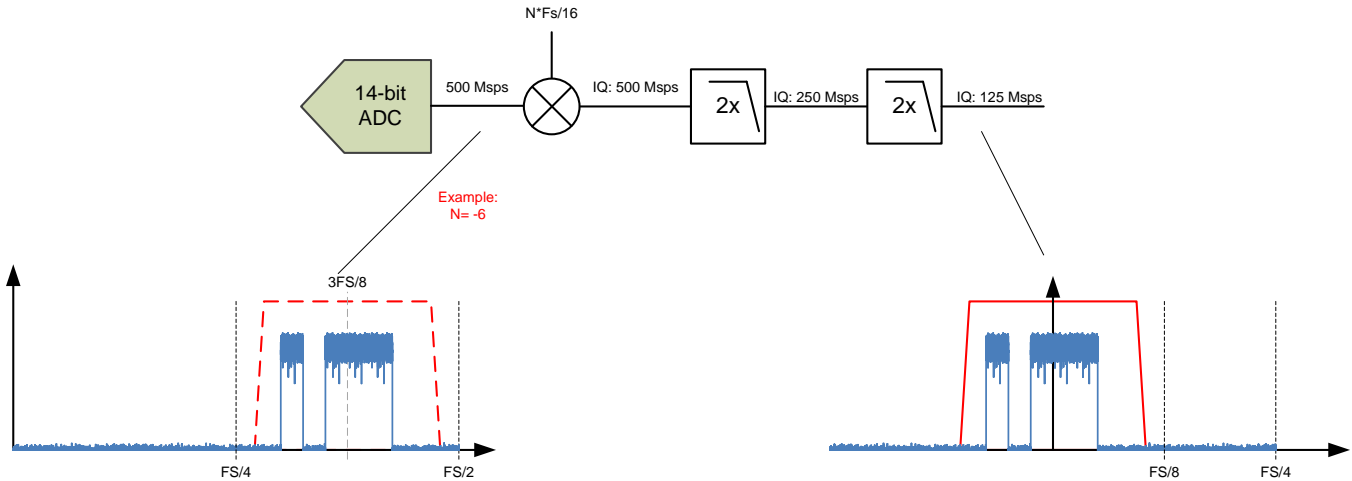 N*Fs/16
14-bit
ADC
500 Msps
IQ: 500 Msps
2x
IQ: 250 Msps
2x
IQ: 125 Msps
Example:
N= -6
3FS/8
FS/4
FS/2
FS/8
FS/4